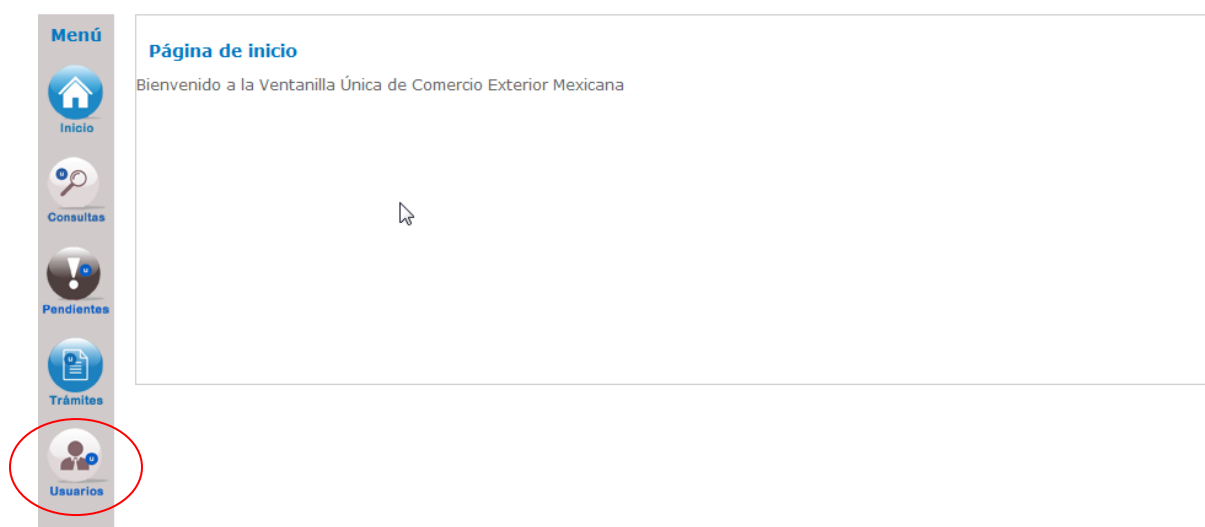 Menú
Página de inicio
Bienvenido a la Ventanilla Única de Comercio Exterior Mexicana
Inicio
u
Consultas
u
Pendientes
u
Trámites
u
Usuarios